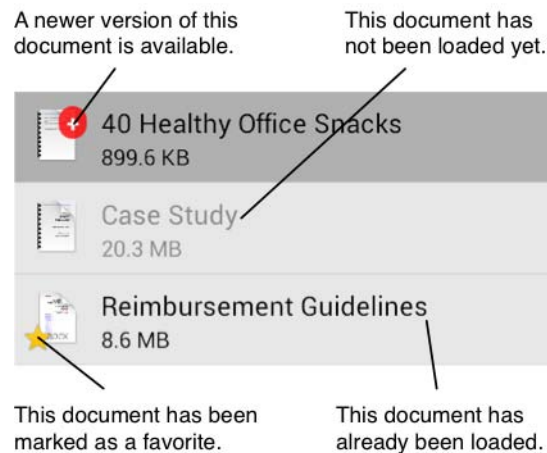 A newer version of this
document is available.
This document has
not been loaded yet.
40 Healthy Office Snacks
899.6 KB
Case Study
20.3 MB
Reimbursement Guidelines
8.6 MB
This document has been
marked as a favorite.
This document has
already been loaded.